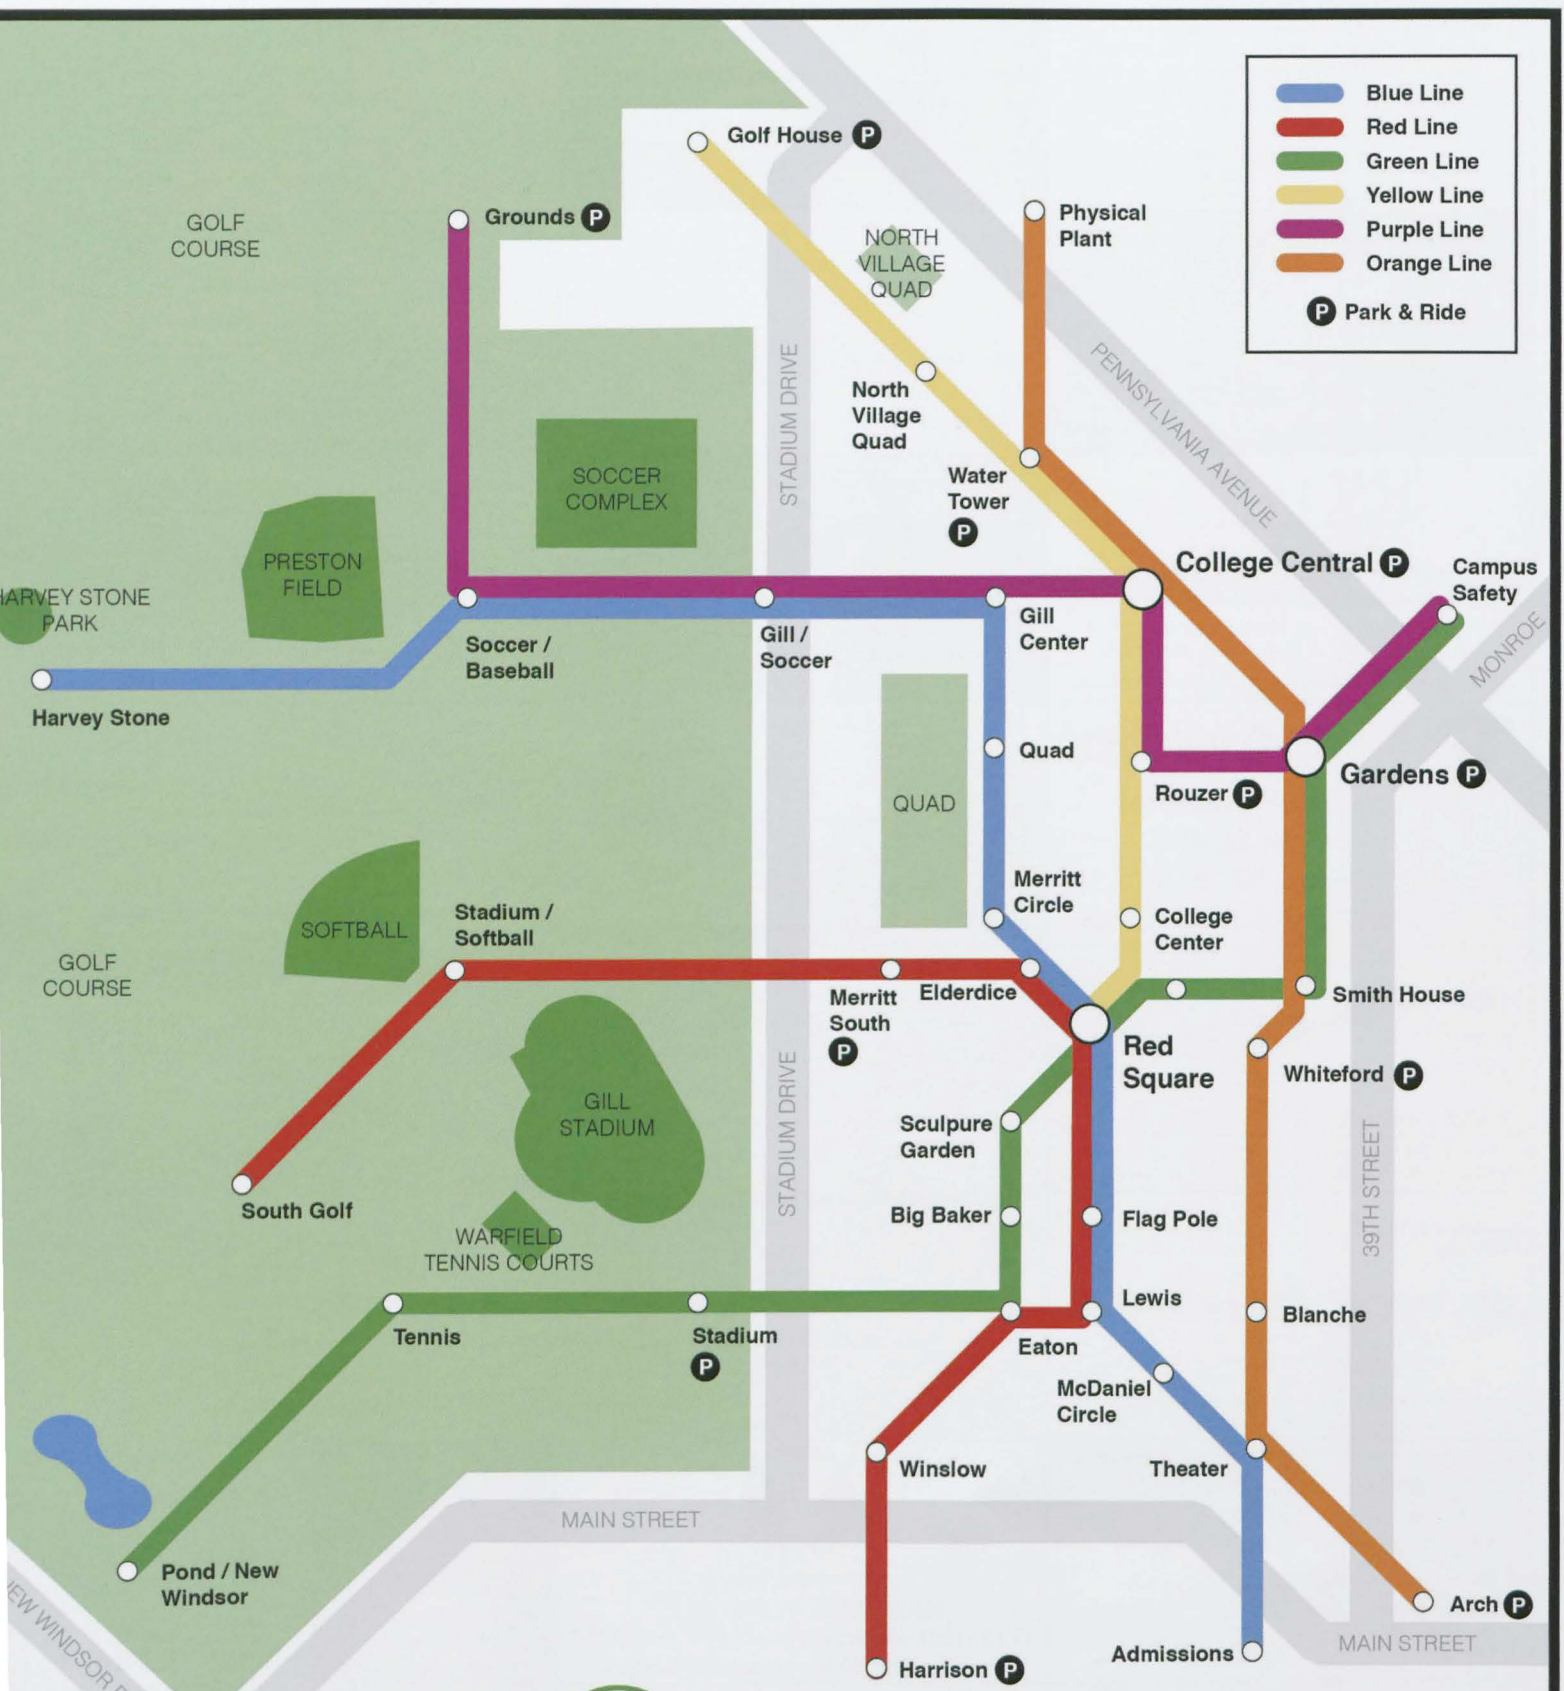 Blue Line
Red Line
Green Line
Yellow Line
Purple Line
Orange Line
P Park & Ride
Golf House P
Grounds P
GOLF
COURSE
Physical
Plant
NORTH
VILLAGE
QUAD
STADIUM DRIVE
PENNSYLVANIA AVENUE
North
Village
Quad
Water
Tower
P
SOCCER
COMPLEX
PRESTON
FIELD
College Central P
Campus
Safety
HARVEY STONE
PARK
MONROE
Gill
Center
Gill /
Soccer
Soccer /
Baseball
Harvey Stone
Quad
Gardens P
Rouzer P
QUAD
Merritt
Circle
College
Center
Stadium /
Softball
SOFTBALL
GOLF
COURSE
Merritt
South
P
Elderdice
Smith House
Red
Square
Whiteford P
GILL
STADIUM
STADIUM DRIVE
Sculpure
Garden
39TH STREET
South Golf
Big Baker
Flag Pole
WARFIELD
TENNIS COURTS
Lewis
Blanche
Tennis
Stadium
P
Eaton
McDaniel
Circle
Winslow
Theater
MAIN STREET
Pond / New
Windsor
NEW WINDSOR
Arch P
MAIN STREET
Admissions
Harrison P